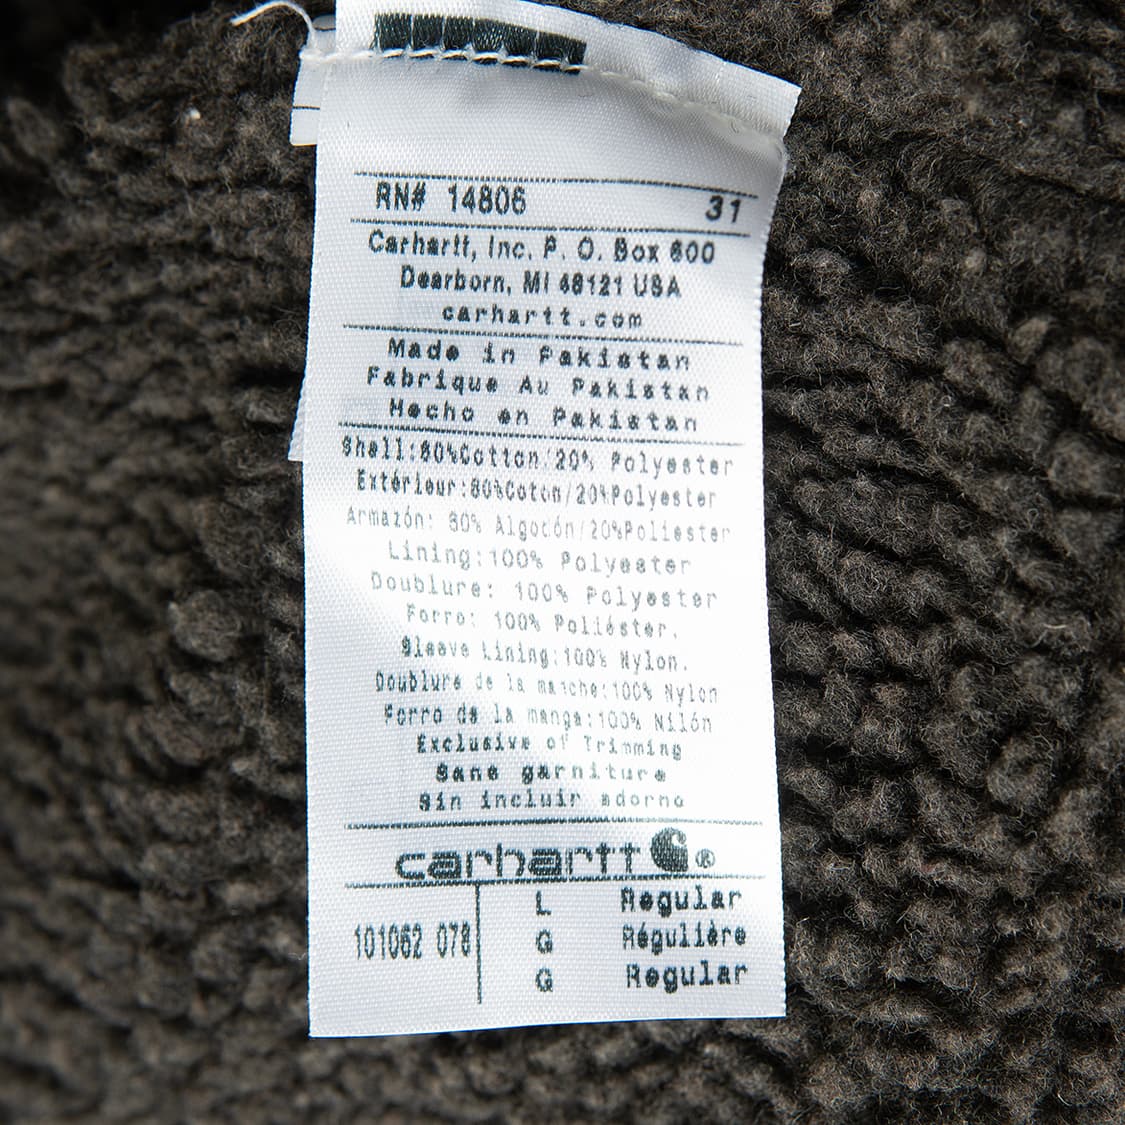 RN# 14806 31
Carhartt, Inc. P. O. Box 600
Dearborn, MI 48121 USA
carhartt.com
Made in Pakistan
Fabrique Au Pakistan
Hecho en Pakistan
Shell:80%Cotton/20% Polyester
Extérieur:80%Coton/20%Polyester
Armazón: 80% Algodón/20%Poliester
Lining:100% Polyester
Doublure: 100% Polyester
Forro: 100% Poliéster.
Sleeve Lining:100% Nylon.
Doublure de la manche:100% Nylon
Forro de la manga:100% Nilón
Exclusive of Trimming
Sane garniture
Sin incluir adorno
carhartt ®
101062 078
L Regular
G Régulière
G Regular